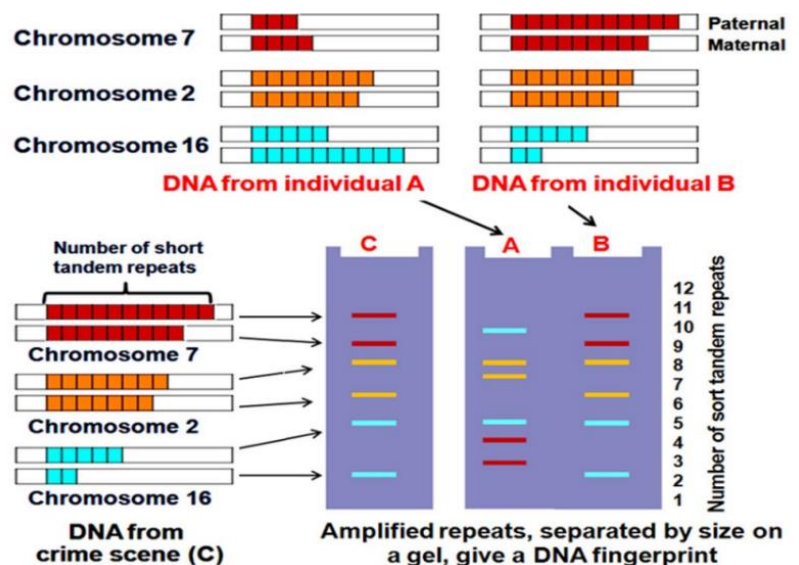 Chromosome 7
Paternal
Maternal
Chromosome 2
Chromosome 16
DNA from individual A
DNA from individual B
Number of short
tandem repeats
Chromosome 7
Chromosome 2
Chromosome 16
DNA from
crime scene (C)
C
A
B
12
11
10
9
8
7
6
5
4
3
2
1
Number of sort tandem repeats
Amplified repeats, separated by size on
a gel, give a DNA fingerprint